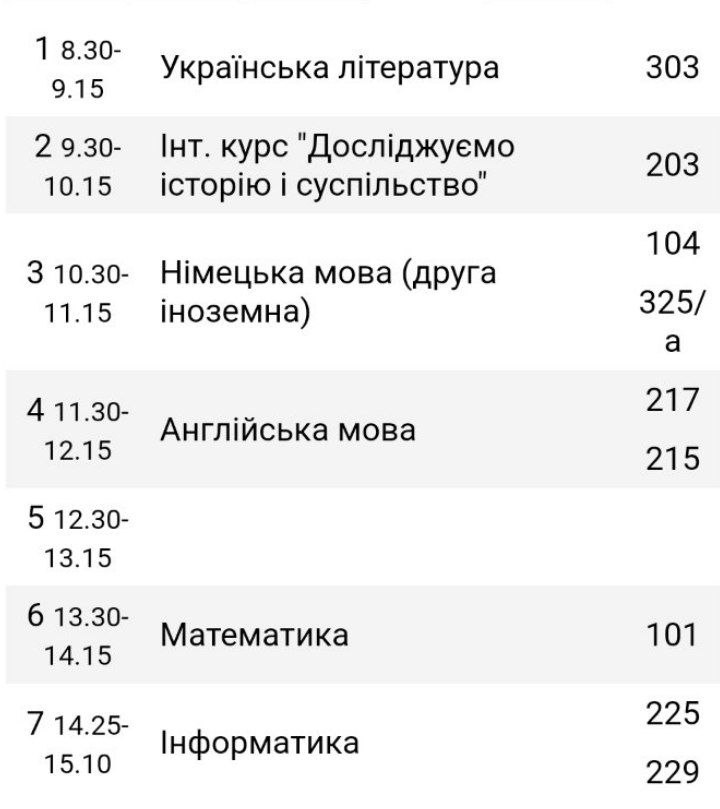 1 8.30-
9.15
Українська література
303
2 9.30-
10.15
Інт. курс "Досліджуємо
історію і суспільство"
203
3 10.30-
11.15
Німецька мова (друга
іноземна)
104
325/
а
4 11.30-
12.15
Англійська мова
217
215
5 12.30-
13.15
6 13.30-
14.15
Математика
101
7 14.25-
15.10
Інформатика
225
229